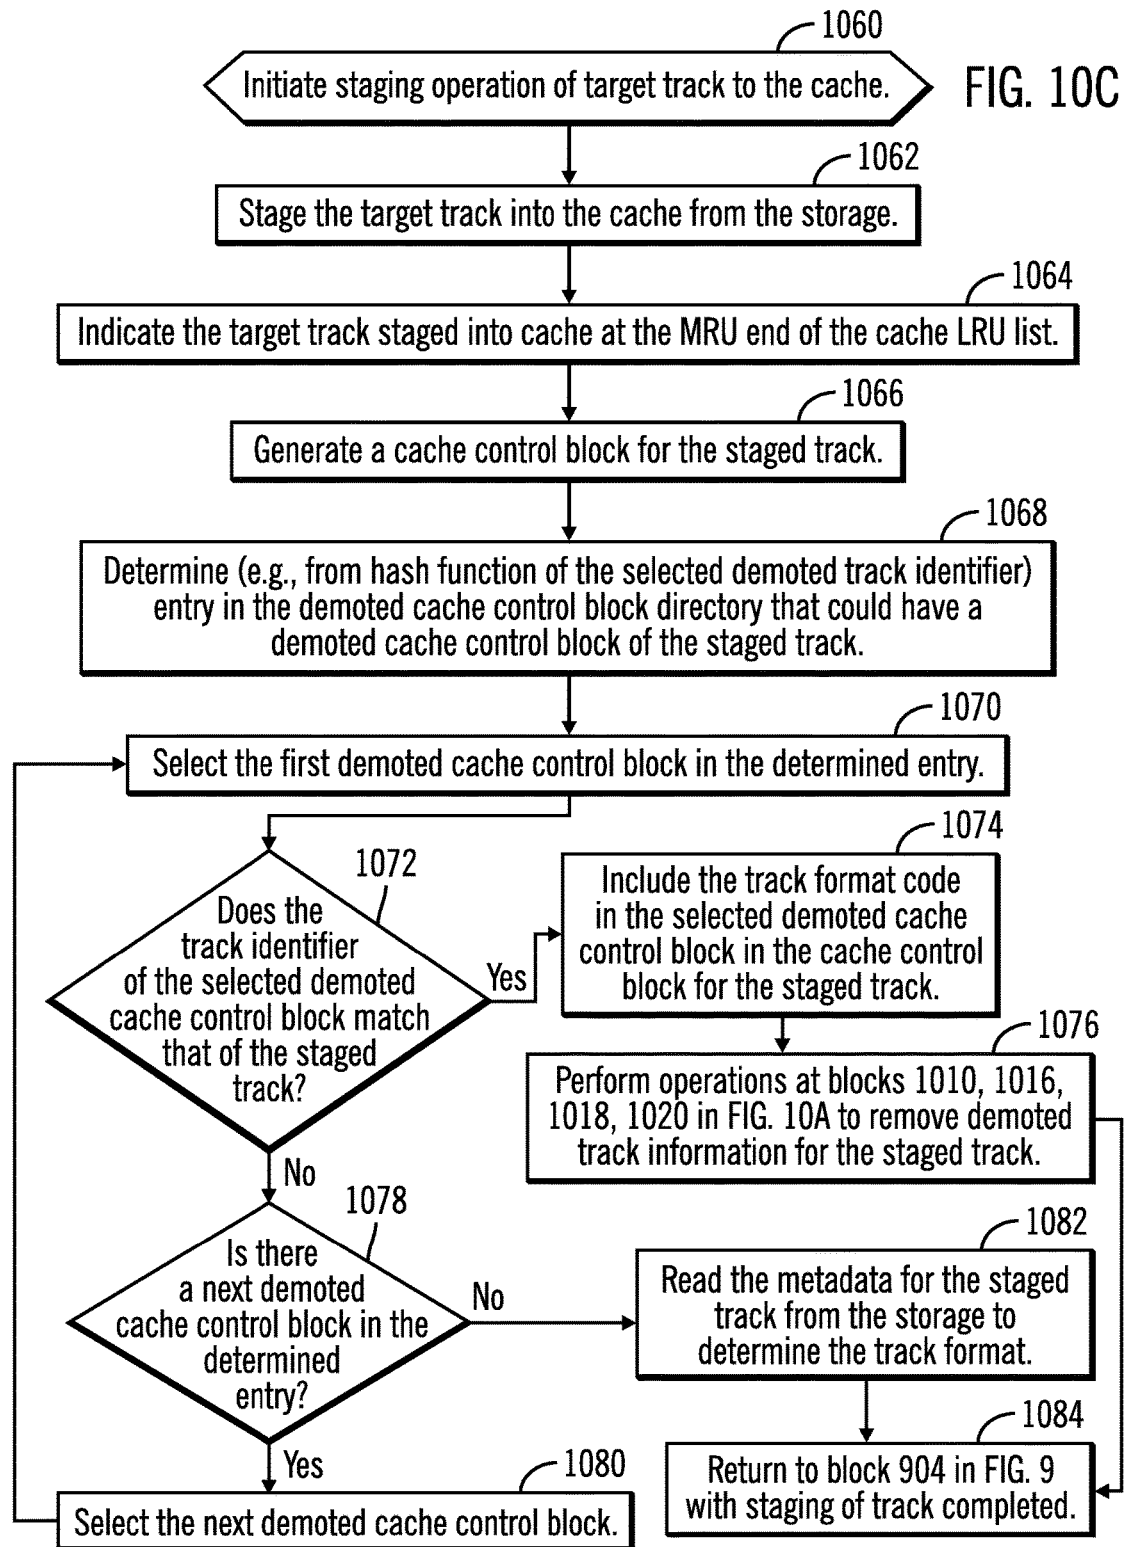 1060
Initiate staging operation of target track to the cache.
FIG. 10C
1062
Stage the target track into the cache from the storage.
1064
Indicate the target track staged into cache at the MRU end of the cache LRU list.
1066
Generate a cache control block for the staged track.
1068
Determine (e.g., from hash function of the selected demoted track identifier)
entry in the demoted cache control block directory that could have a
demoted cache control block of the staged track.
1070
Select the first demoted cache control block in the determined entry.
1072
Does the
track identifier
of the selected demoted
cache control block match
that of the staged
track?
Yes
No
1074
Include the track format code
in the selected demoted cache
control block in the cache control
block for the staged track.
1076
Perform operations at blocks 1010, 1016,
1018, 1020 in FIG. 10A to remove demoted
track information for the staged track.
1078
Is there
a next demoted
cache control block in the
determined
entry?
No
Yes
1082
Read the metadata for the staged
track from the storage to
determine the track format.
1080
Select the next demoted cache control block.
1084
Return to block 904 in FIG. 9
with staging of track completed.